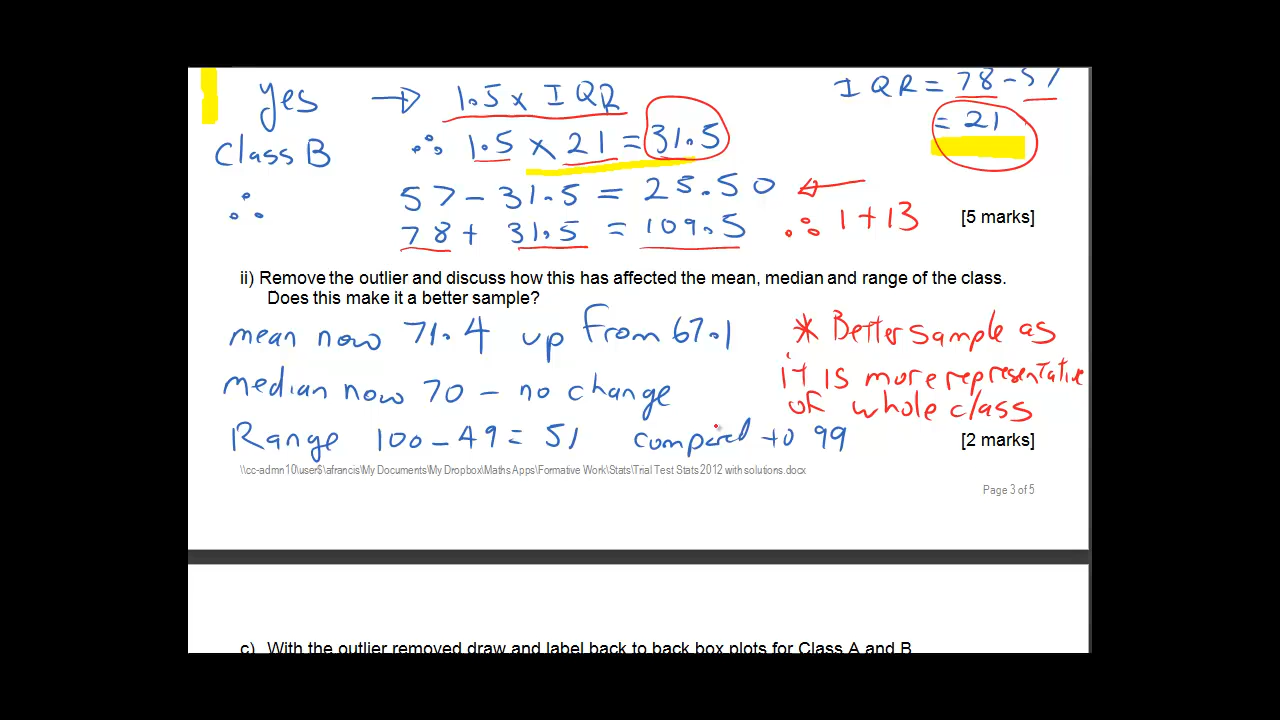 yes → 1.5 x IQR
IQR = 78 - 57
= 21
Class B ∴ 1.5 x 21 = 31.5
∴ 57 - 31.5 = 25.50 ←
78 + 31.5 = 109.5 ∴ 1 + 13
[5 marks]
ii) Remove the outlier and discuss how this has affected the mean, median and range of the class.
Does this make it a better sample?
mean now 71.4 up from 67.1
median now 70 - no change
Range 100 - 49 = 51 compared to 99
* Better sample as
it is more representative
of whole class
[2 marks]
\\cc-admn10\user$\afrancis\My Documents\My Dropbox\Maths Apps\Formative Work\Stats\Trial Test Stats 2012 with solutions.docx
Page 3 of 5
c) With the outlier removed draw and label back to back box plots for Class A and B